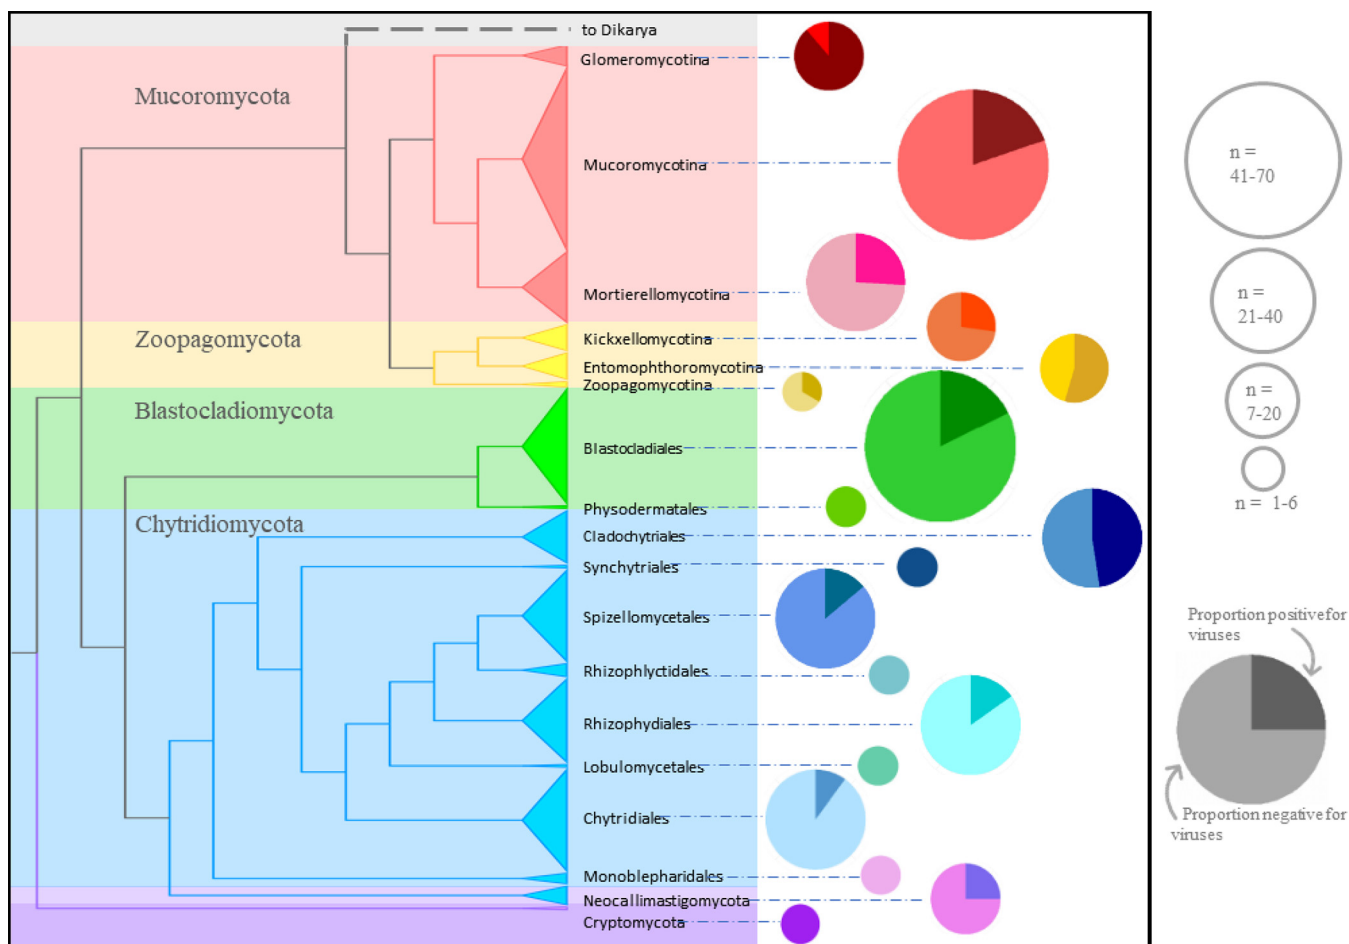 to Dikarya
Glomeromycotina
Mucoromycota
Mucoromycotina
Mortierellomycotina
Zoopagomycota
Kickxellomycotina
Entomophthoromycotina
Zoopagomycotina
Blastocladiomycota
Blastocladiales
Physodermatales
Chytridiomycota
Cladochytriales
Synchytriales
Spizellomycetales
Rhizophlyctidales
Rhizophydiales
Lobulomycetales
Chytridiales
Monoblepharidales
Neocallimastigomycota
Cryptomycota
n =
41-70
n =
21-40
n =
7-20
n = 1-6
Proportion positive for
viruses
Proportion negative for
viruses